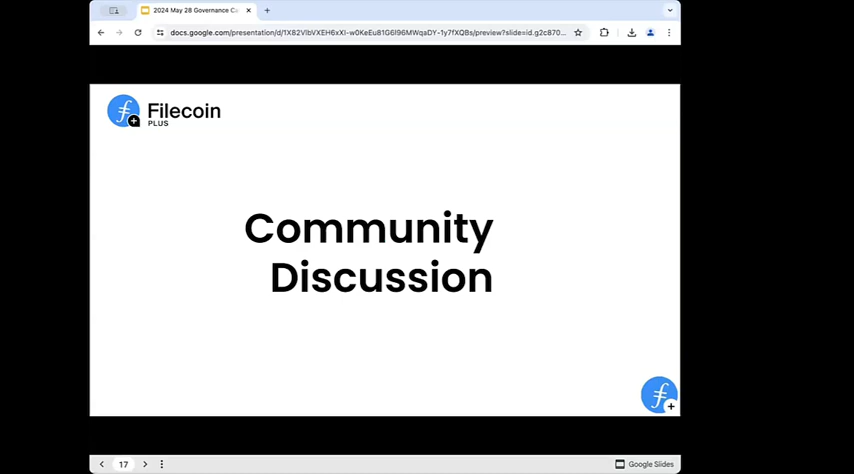 2024 May 28 Governance Ca
docs.google.com/presentation/d/1X82VlbVXEH6xXI-w0KeEu81G6I96MWqaDY-1y7fXQBs/preview?slide=id.g2c870...
Filecoin
PLUS
Community
Discussion
17
Google Slides